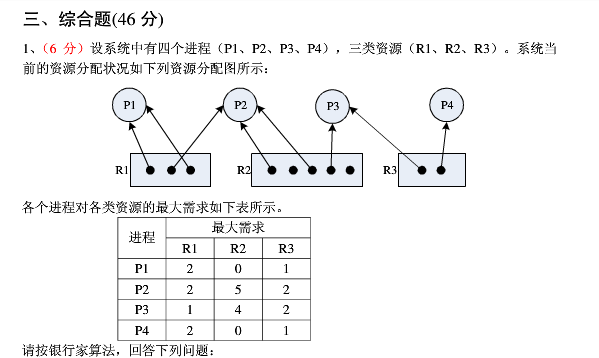 三、综合题(46 分)
1、（6 分）设系统中有四个进程（P1、P2、P3、P4），三类资源（R1、R2、R3）。系统当
前的资源分配状况如下列资源分配图所示：
P1 P2 P3 P4
R1 R2 R3
各个进程对各类资源的最大需求如下表所示。
进程 最大需求
R1 R2 R3
P1 2 0 1
P2 2 5 2
P3 1 4 2
P4 2 0 1
请按银行家算法，回答下列问题：